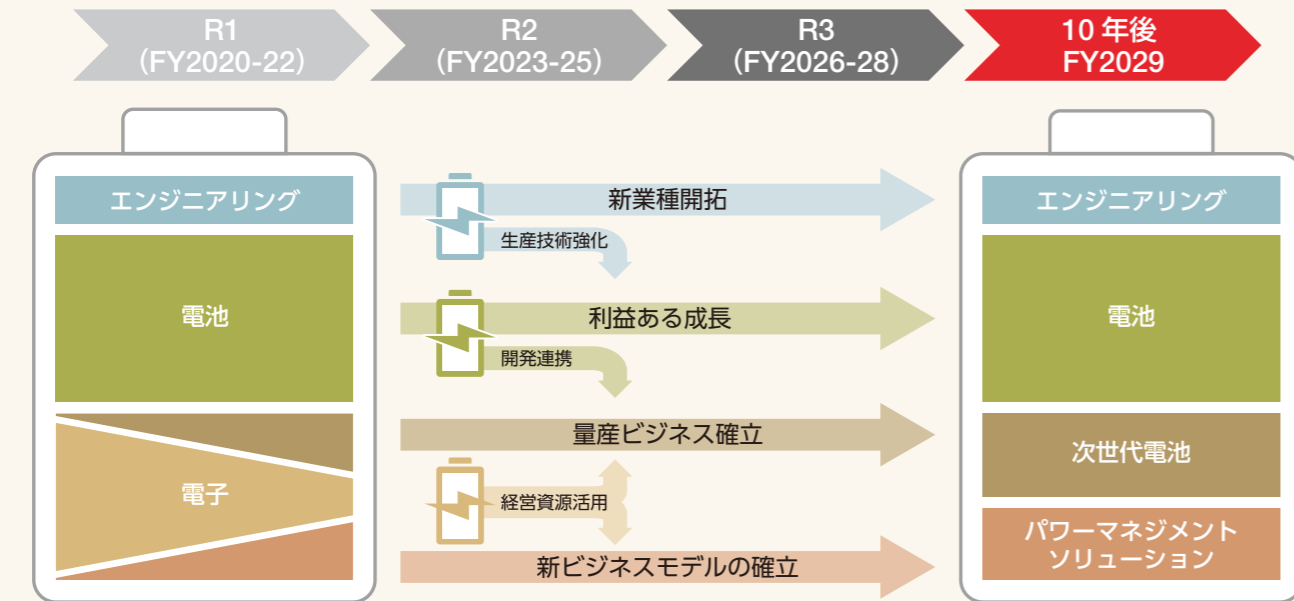 R1
（FY2020-22）
R2
（FY2023-25）
R3
（FY2026-28）
10 年後
FY2029
エンジニアリング
電池
電子
新業種開拓
生産技術強化
利益ある成長
開発連携
量産ビジネス確立
経営資源活用
新ビジネスモデルの確立
エンジニアリング
電池
次世代電池
パワーマネジメント
ソリューション